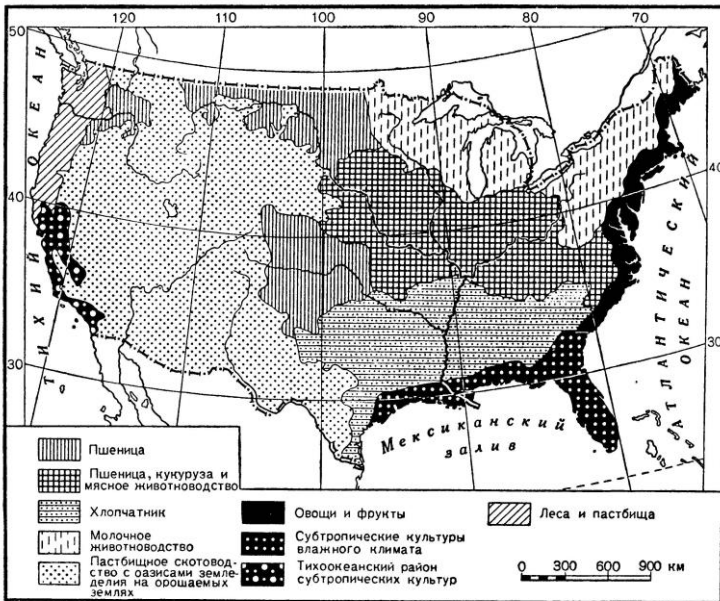 120
110
100
90
80
70
50
40
30
40
30
ТИХИЙ ОКЕАН
АТЛАНТИЧЕСКИЙ
ОКЕАН
Мексиканский
залив
Пшеница
Пшеница, кукуруза и
мясное животноводство
Хлопчатник
Молочное
животноводство
Пастбищное скотовод-
ство с оазисами земле-
делия на орошаемых
землях
Овощи и фрукты
Субтропические культуры
влажного климата
Тихоокеанский район
субтропических культур
Леса и пастбища
0 300 600 900 км